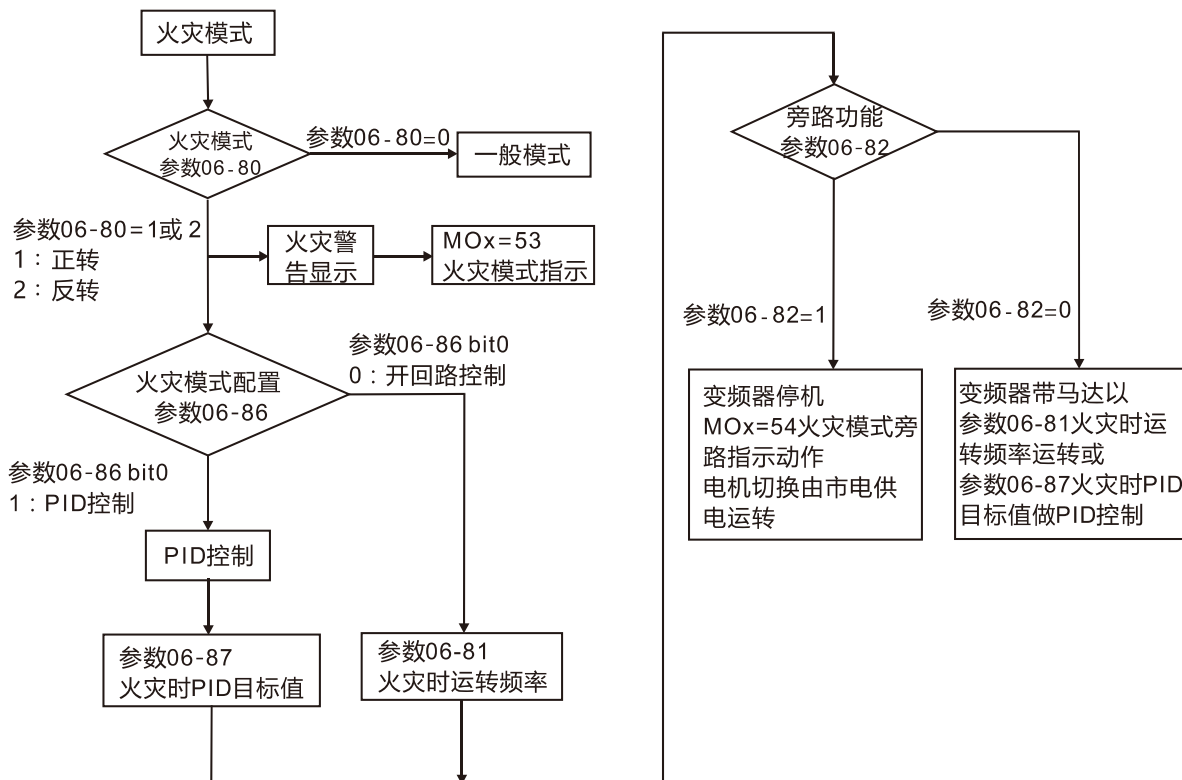 火灾模式
火灾模式
参数06-80
参数06-80=0
一般模式
参数06-80=1或 2
1：正转
2：反转
火灾警
告显示
MOx=53
火灾模式指示
火灾模式配置
参数06-86
参数06-86 bit0
0：开回路控制
参数06-86 bit0
1：PID控制
PID控制
参数06-87
火灾时PID目标值
参数06-81
火灾时运转频率
旁路功能
参数06-82
参数06-82=1
参数06-82=0
变频器停机
MOx=54火灾模式旁
路指示动作
电机切换由市电供
电运转
变频器带马达以
参数06-81火灾时运
转频率运转或
参数06-87火灾时PID
目标值做PID控制